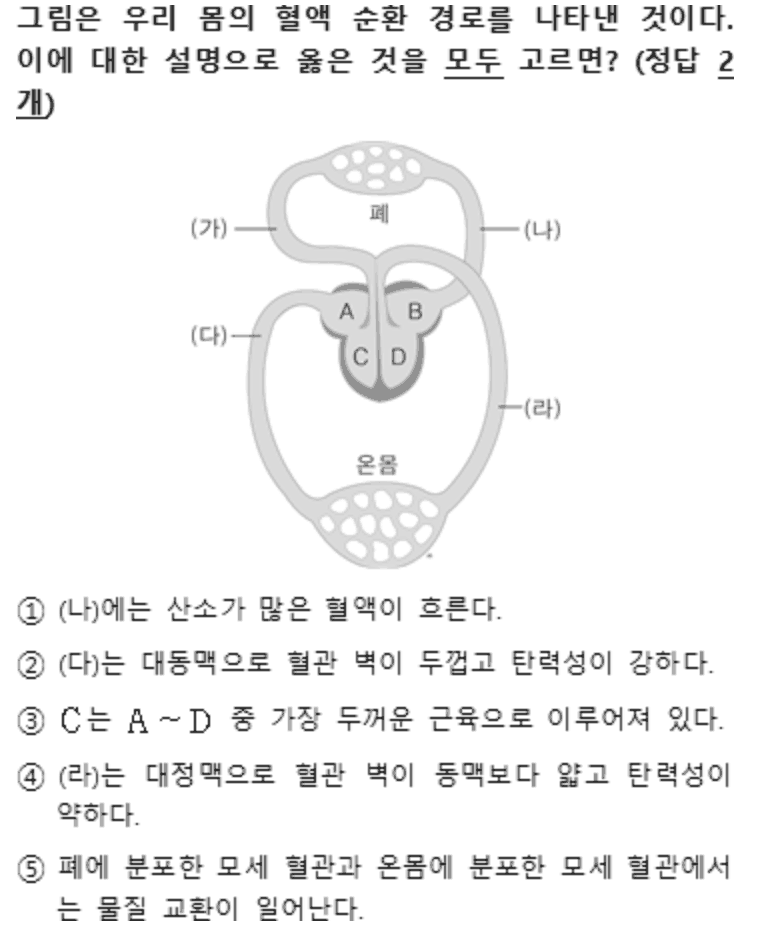 그림은 우리 몸의 혈액 순환 경로를 나타낸 것이다.
이에 대한 설명으로 옳은 것을 모두 고르면? (정답 2
개)
폐
(가)
(나)
A
B
(다)
C
D
(라)
온몸
① (나)에는 산소가 많은 혈액이 흐른다.
② (다)는 대동맥으로 혈관 벽이 두껍고 탄력성이 강하다.
③ C는 A ~ D 중 가장 두꺼운 근육으로 이루어져 있다.
④ (라)는 대정맥으로 혈관 벽이 동맥보다 얇고 탄력성이
약하다.
⑤ 폐에 분포한 모세 혈관과 온몸에 분포한 모세 혈관에서
는 물질 교환이 일어난다.